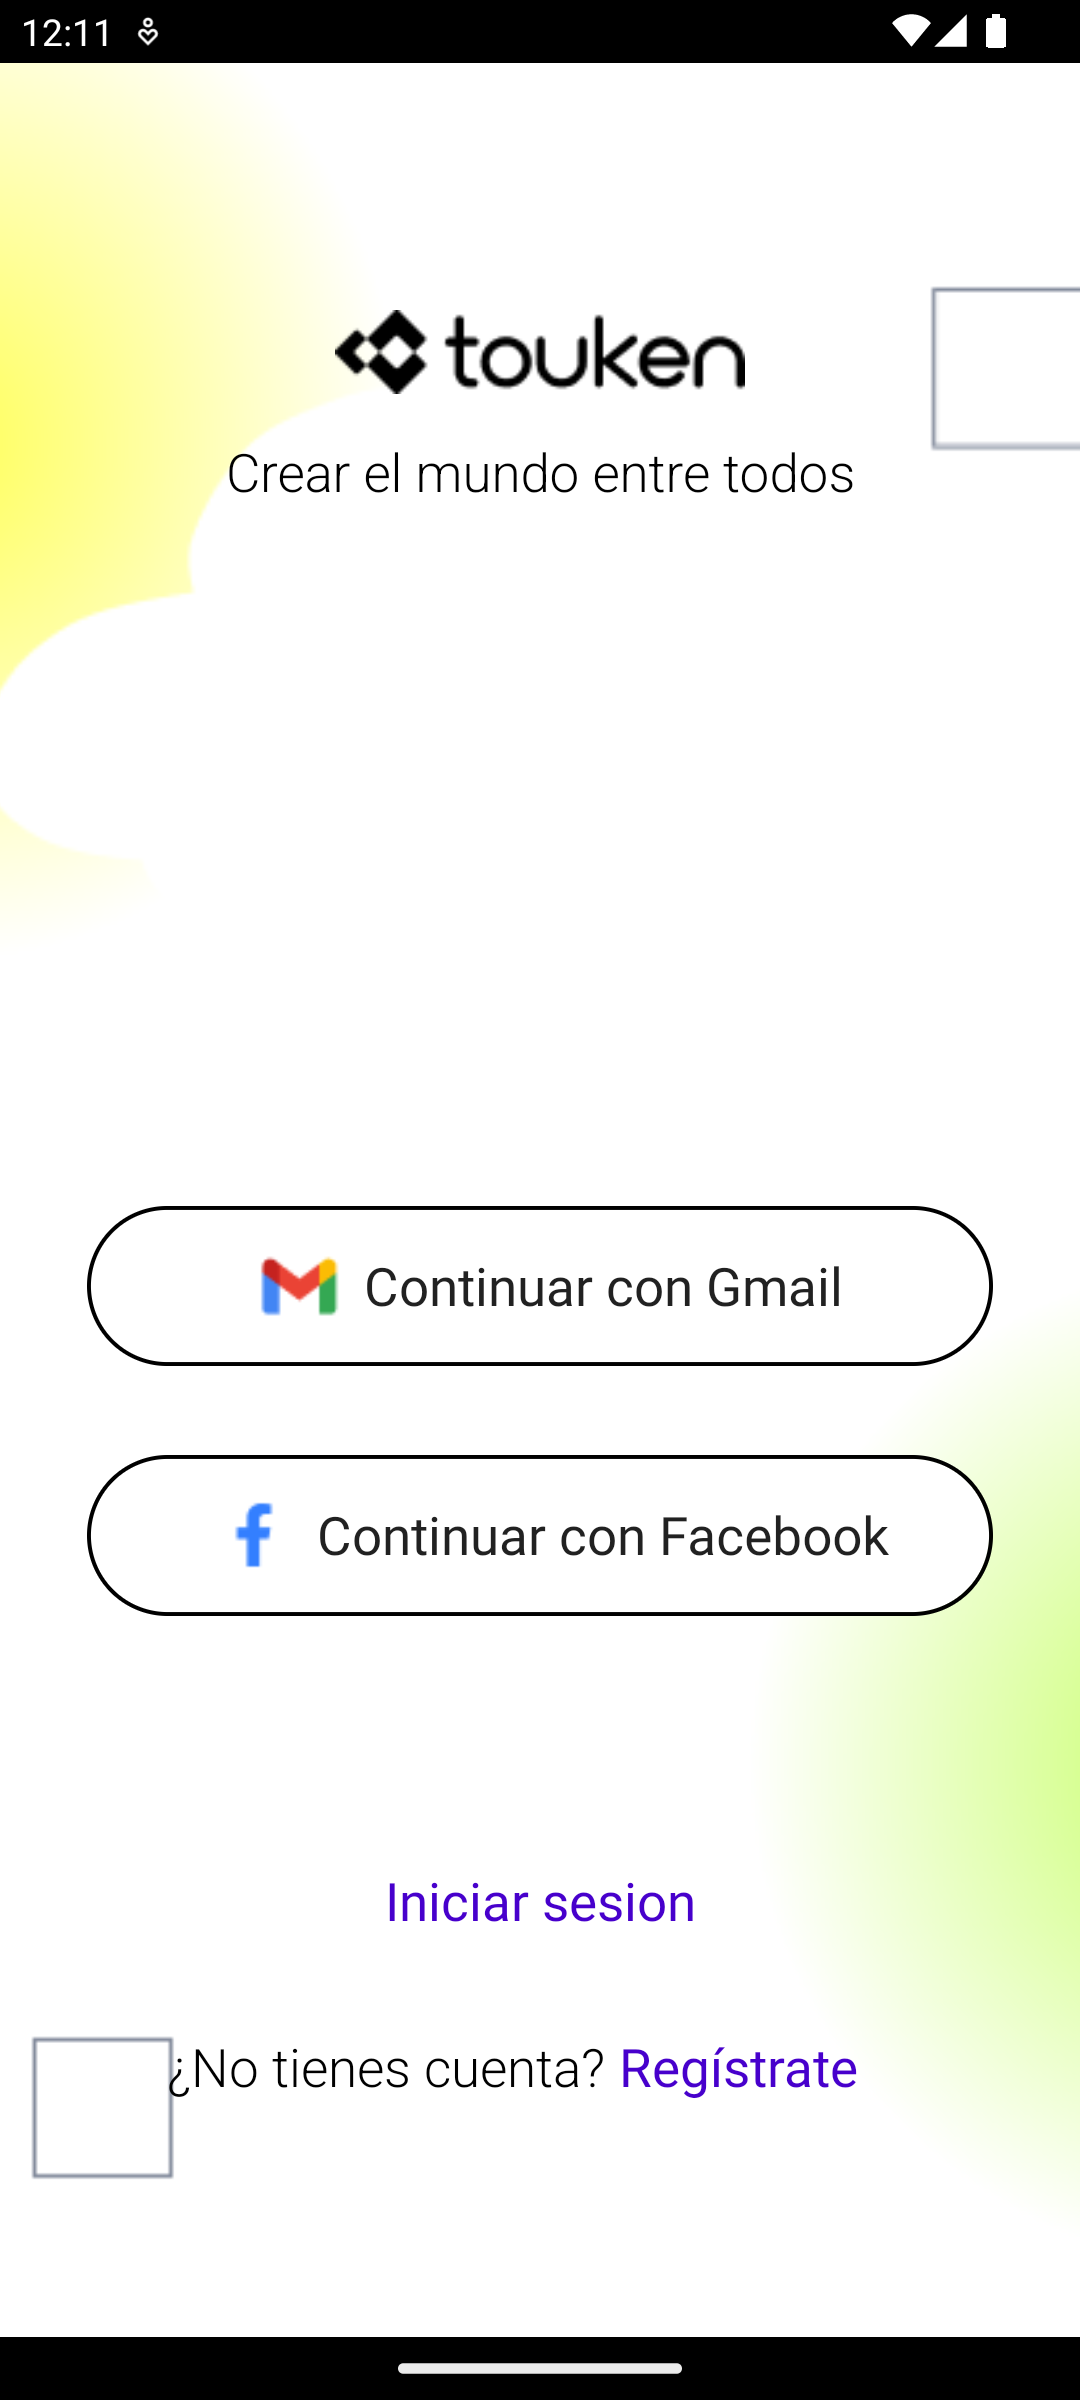 12:11
touken
Crear el mundo entre todos
Continuar con Gmail
Continuar con Facebook
Iniciar sesion
¿No tienes cuenta? Regístrate